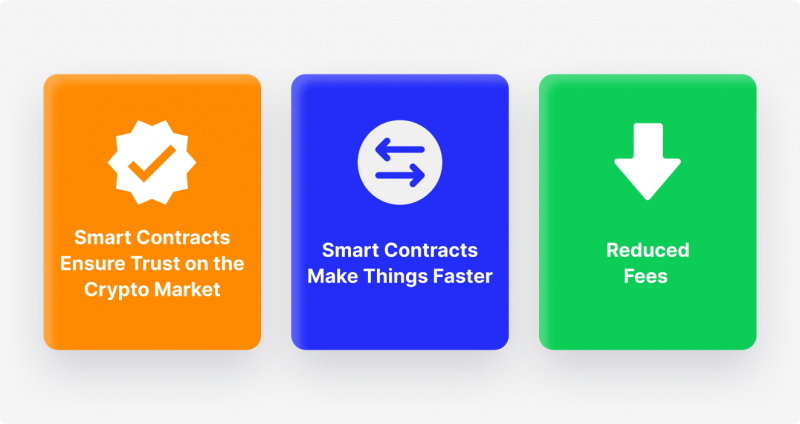 Smart Contracts
Ensure Trust on the
Crypto Market
Smart Contracts
Make Things Faster
Reduced
Fees